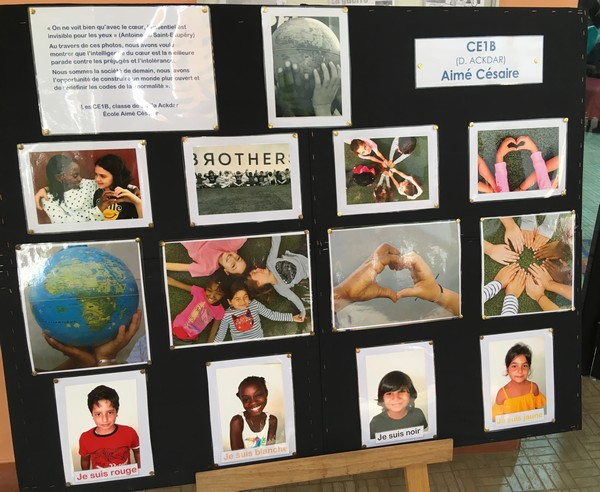 « On ne voit bien qu'avec le cœur, l'essentiel est
invisible pour les yeux » (Antoine de Saint-Exupéry)
Au travers de ces photos, nous avons voulu
montrer que l'intelligence du cœur est la meilleure
parade contre les préjugés et l'intolérance.
Nous sommes la société de demain, nous avons
l'opportunité de construire un monde plus ouvert et
de redéfinir les codes de la « normalité ».
Les CE1B, classe de Ackdar
École Aimé Césaire
CE1B
(D. ACKDAR)
Aimé Césaire
BROTHER
Je suis rouge
Je suis blanche
Je suis noir
Je suis jaune